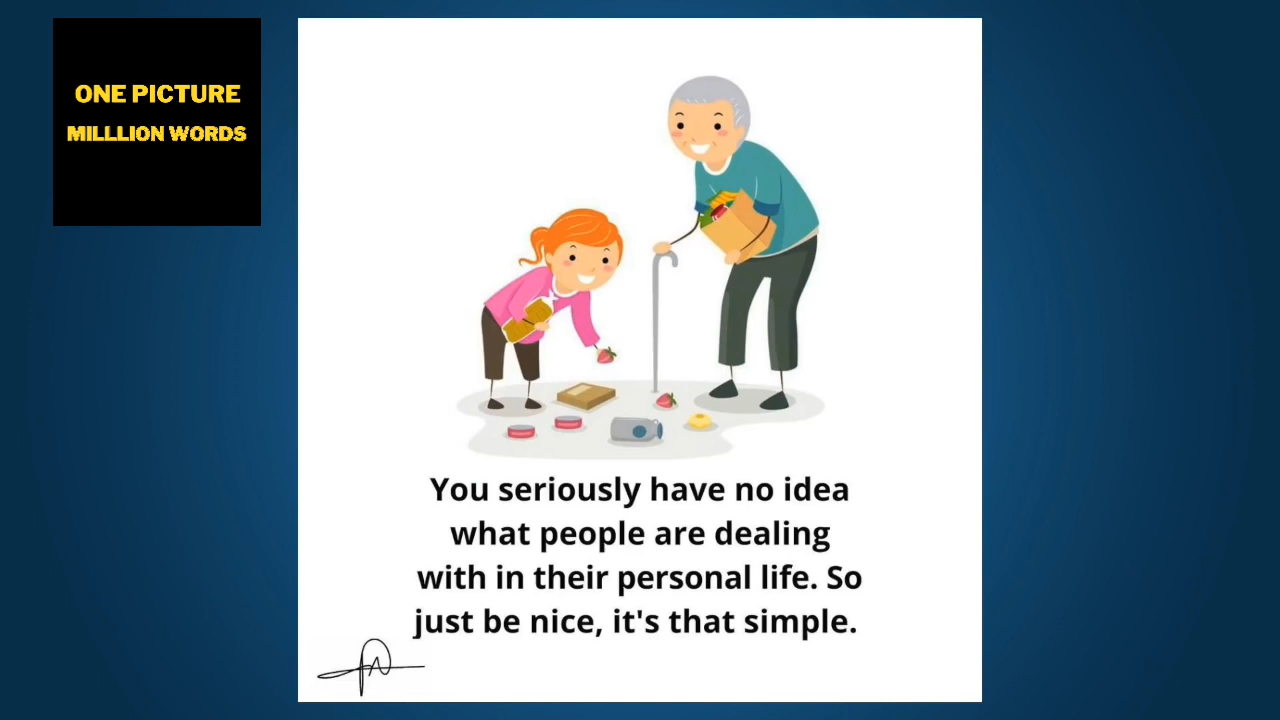 ONE PICTURE
MILLLION WORDS
You seriously have no idea
what people are dealing
with in their personal life. So
just be nice, it's that simple.